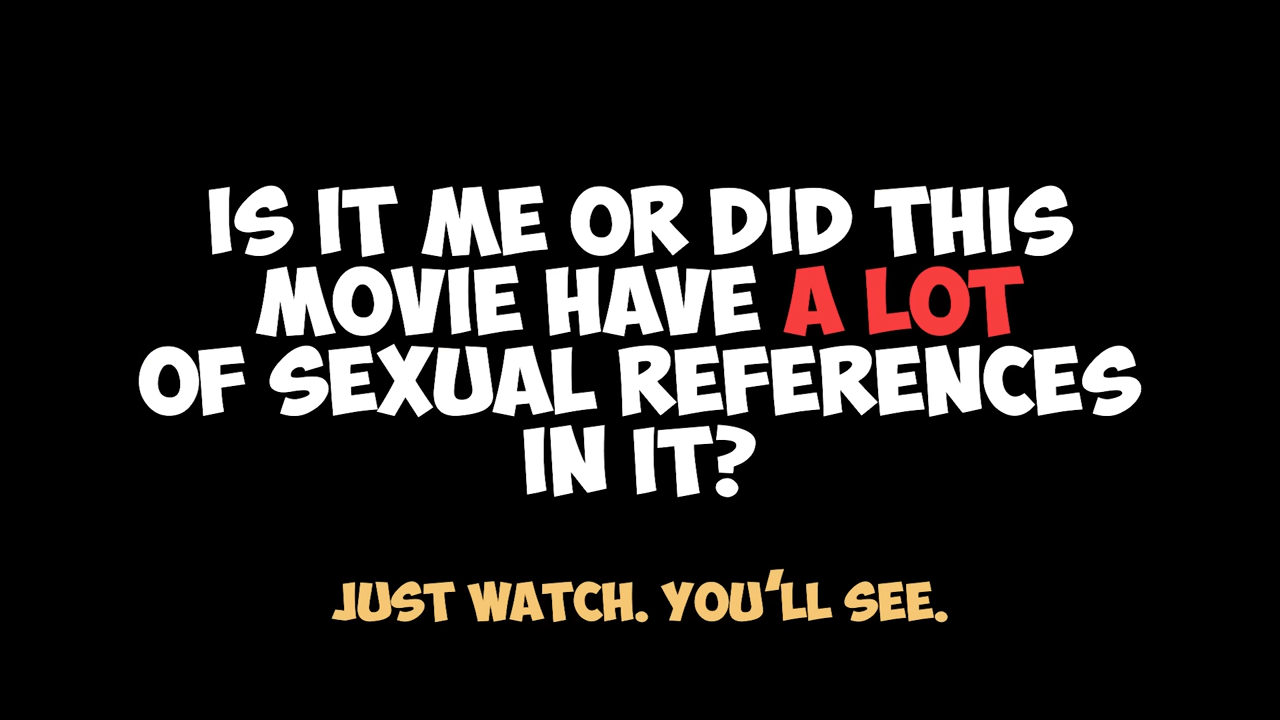 IS IT ME OR DID THIS
MOVIE HAVE A LOT
OF SEXUAL REFERENCES
IN IT?
JUST WATCH. YOU'LL SEE.